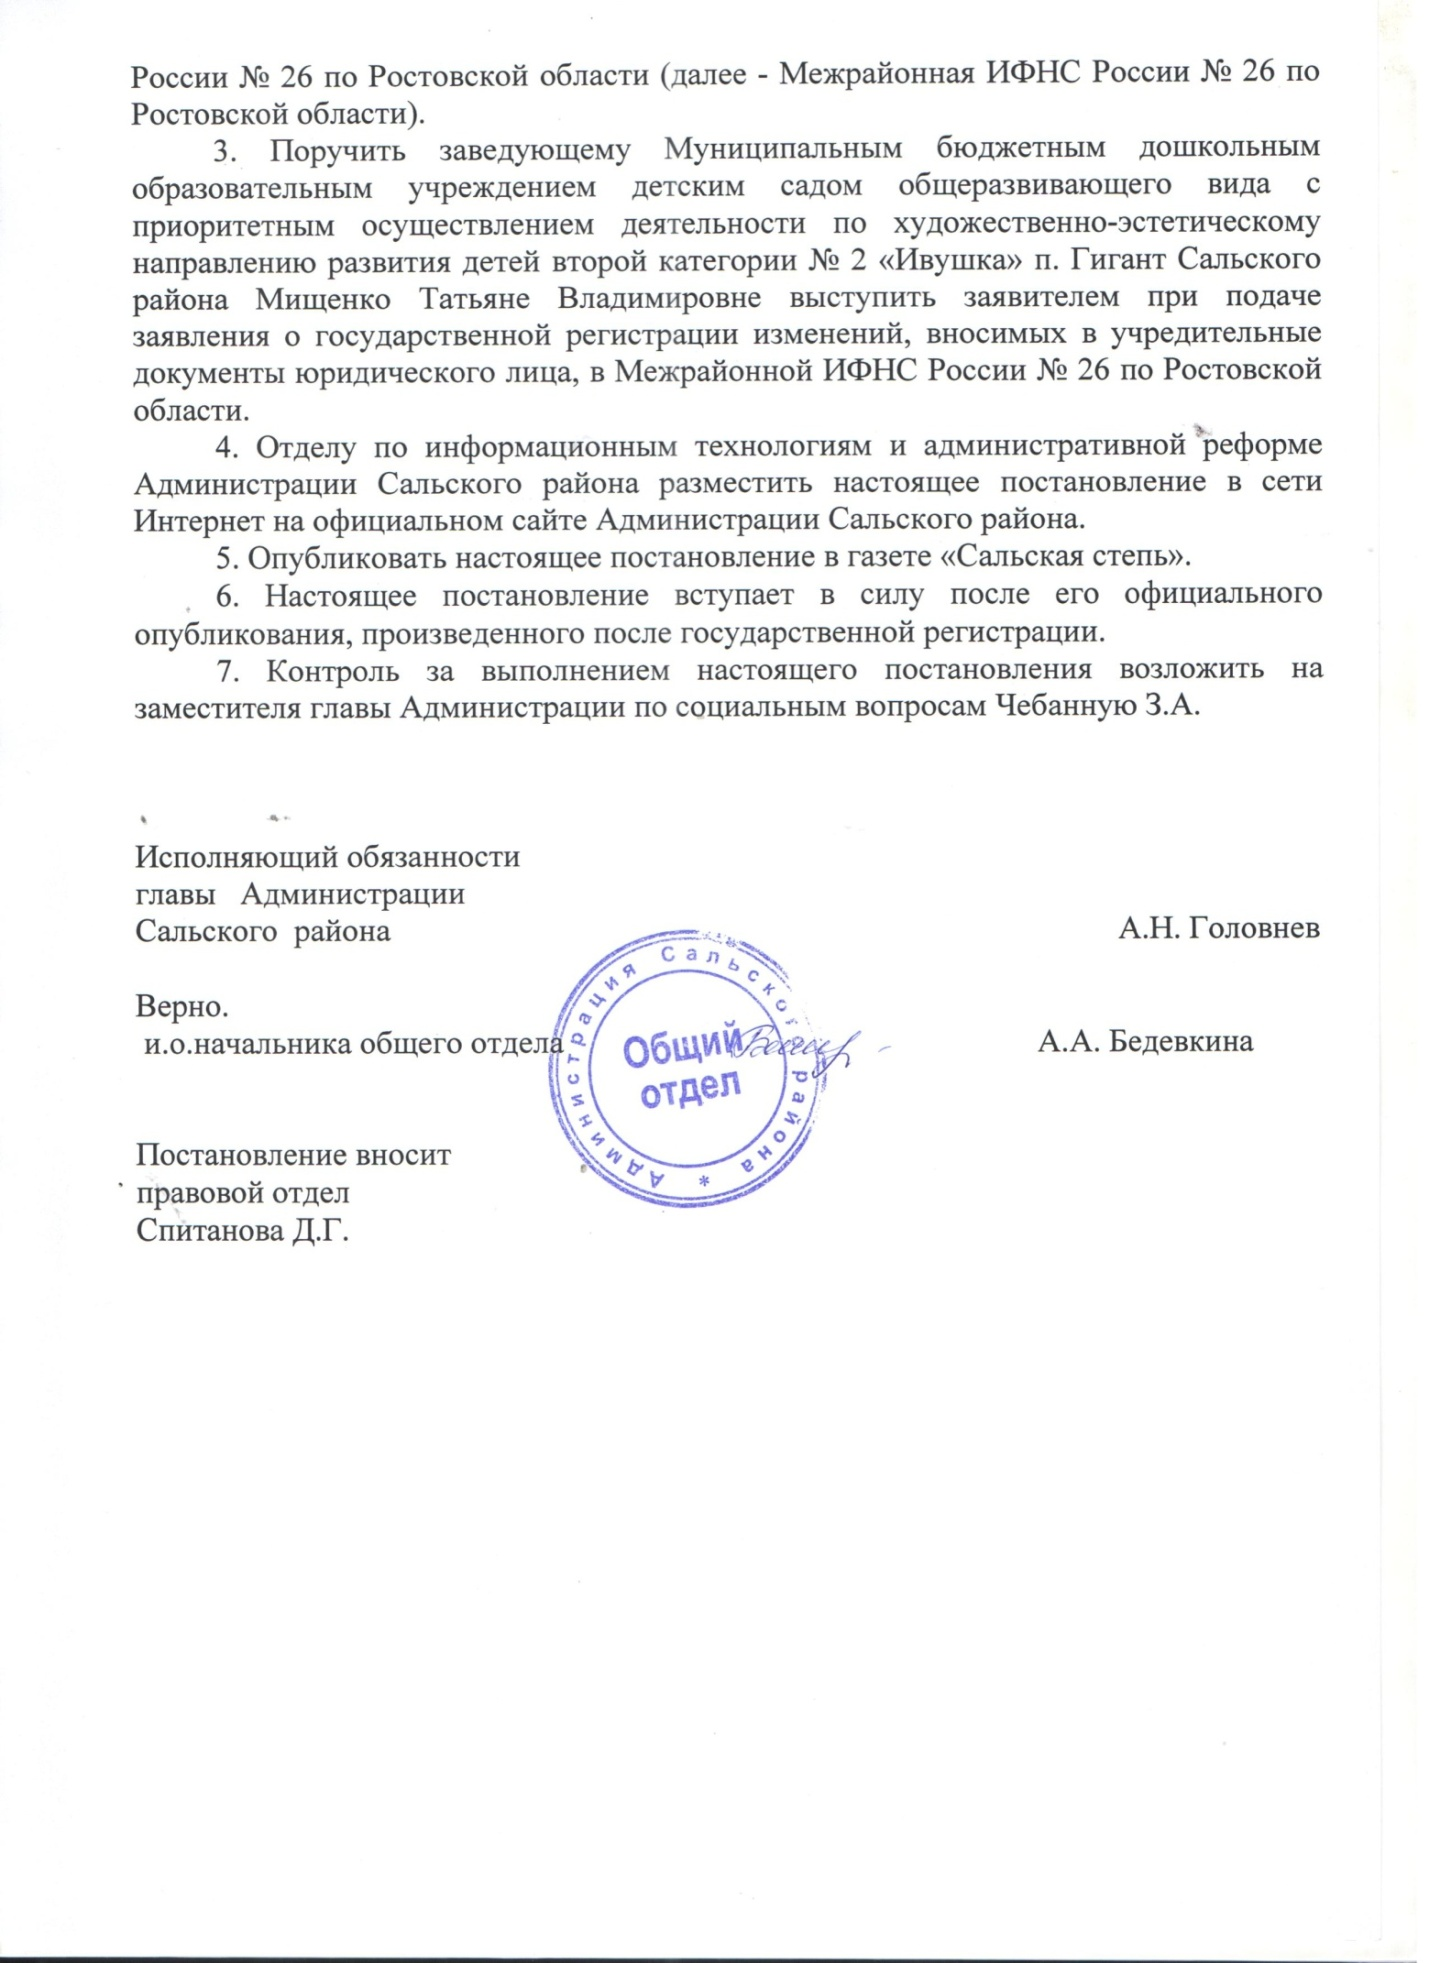 России № 26 по Ростовской области (далее - Межрайонная ИФНС России № 26 по
Ростовской области).
3. Поручить заведующему Муниципальным бюджетным дошкольным
образовательным учреждением детским садом общеразвивающего вида с
приоритетным осуществлением деятельности по художественно-эстетическому
направлению развития детей второй категории № 2 «Ивушка» п. Гигант Сальского
района Мищенко Татьяне Владимировне выступить заявителем при подаче
заявления о государственной регистрации изменений, вносимых в учредительные
документы юридического лица, в Межрайонной ИФНС России № 26 по Ростовской
области.
4. Отделу по информационным технологиям и административной реформе
Администрации Сальского района разместить настоящее постановление в сети
Интернет на официальном сайте Администрации Сальского района.
5. Опубликовать настоящее постановление в газете «Сальская степь».
6. Настоящее постановление вступает в силу после его официального
опубликования, произведенного после государственной регистрации.
7. Контроль за выполнением настоящего постановления возложить на
заместителя главы Администрации по социальным вопросам Чебанную З.А.
Исполняющий обязанности
главы Администрации
Сальского района А.Н. Головнев
Верно.
и.о.начальника общего отдела А.А. Бедевкина
Администрация Сальского района *
Общий
отдел
Постановление вносит
правовой отдел
Спитанова Д.Г.